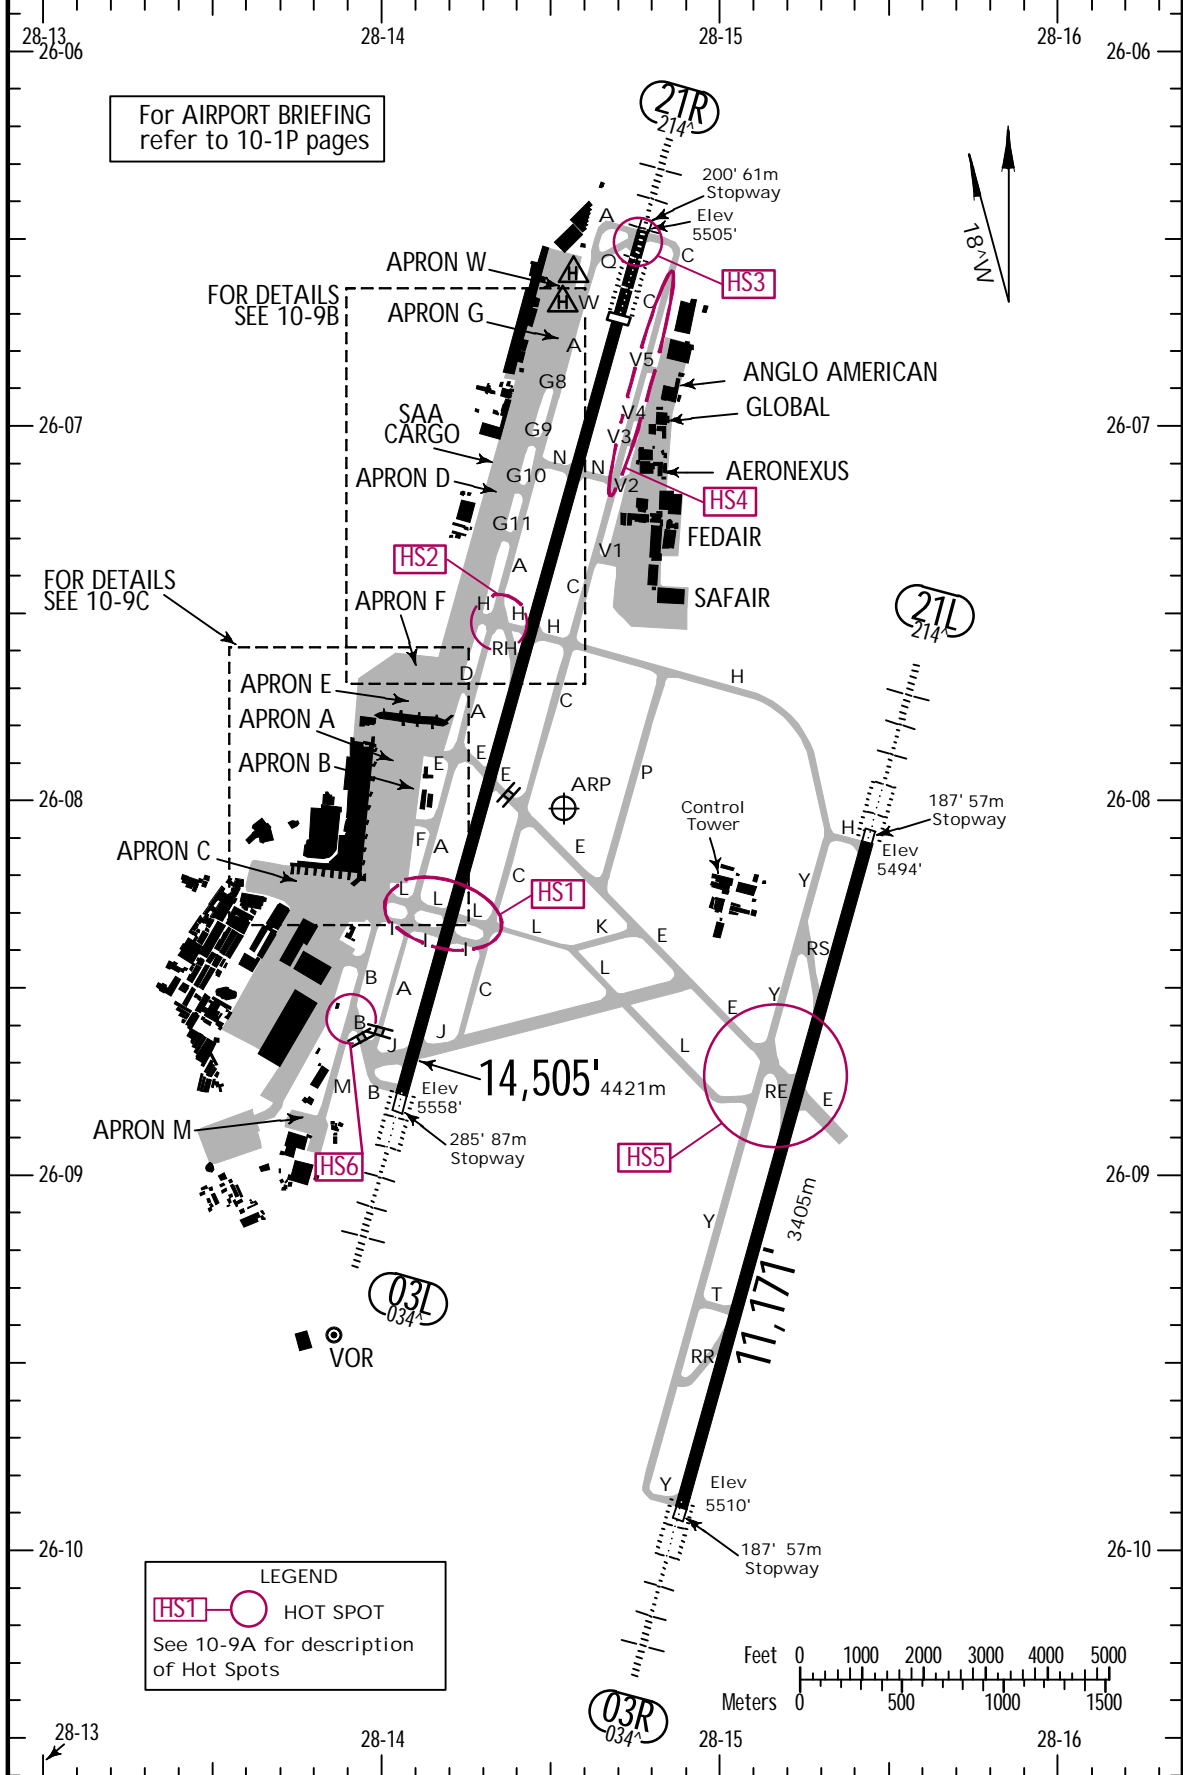 28-13
28-14
28-15
28-16
26-06
26-06
For AIRPORT BRIEFING
refer to 10-1P pages
21R
214^
200' 61m
Stopway
Elev
5505'
18^W
A
Q
C
HS3
APRON W
H
H
W
C
FOR DETAILS
SEE 10-9B
APRON G
A
V5
ANGLO AMERICAN
G8
GLOBAL
V4
26-07
26-07
SAA
CARGO
G9
V3
N
N
AERONEXUS
APRON D
G10
V2
HS4
G11
FEDAIR
HS2
A
V1
FOR DETAILS
SEE 10-9C
C
SAFAIR
APRON F
H
H
H
21L
214^
RH
D
H
APRON E
C
APRON A
A
E
E
E
P
APRON B
ARP
26-08
26-08
Control
Tower
187' 57m
Stopway
H
Elev
5494'
F
A
E
APRON C
C
Y
L
L
L
HS1
L
K
E
RS
I
I
I
B
A
C
L
Y
E
B
J
J
L
14,505'
4421m
M
B
Elev
5558'
RE
E
APRON M
285' 87m
Stopway
HS6
HS5
26-09
26-09
3405m
Y
11,171'
03L
034^
T
RR
VOR
Y
Elev
5510'
187' 57m
Stopway
26-10
26-10
LEGEND
HS1
HOT SPOT
See 10-9A for description
of Hot Spots
Feet 0 1000 2000 3000 4000 5000
Meters 0 500 1000 1500
03R
034^
28-13
28-14
28-15
28-16